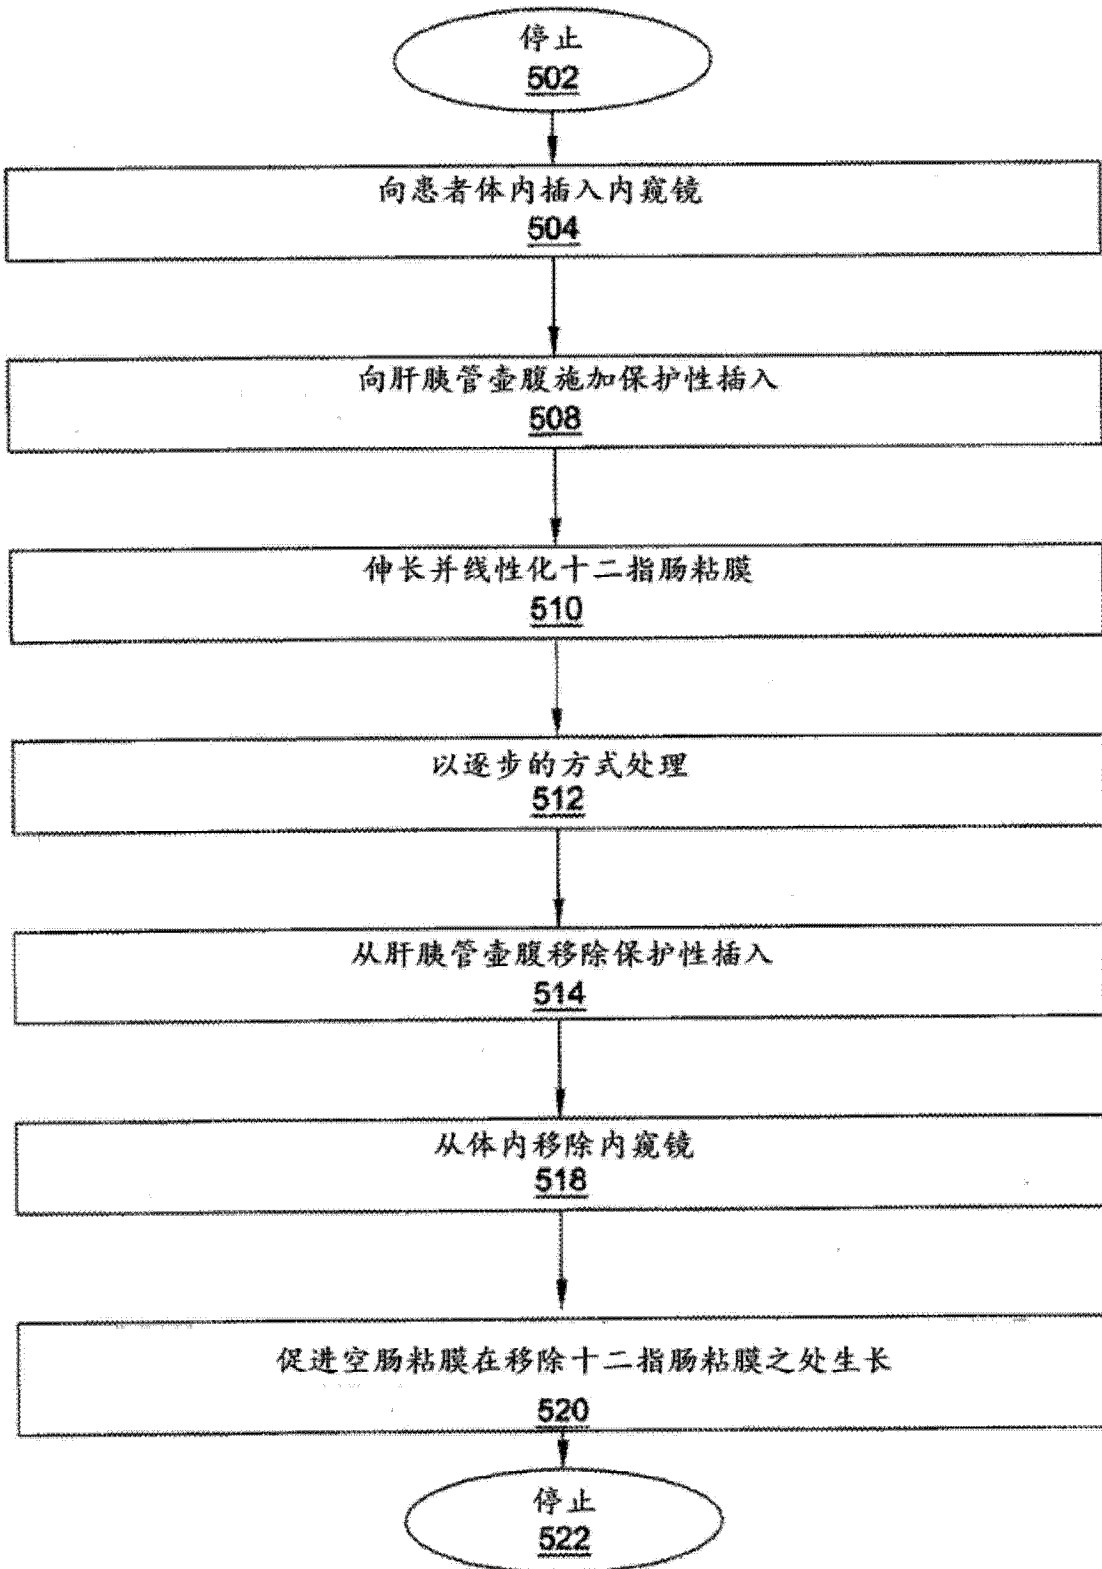 停止
502
向患者体内插入内窥镜
504
向肝胰管壶腹施加保护性插入
508
伸长并线性化十二指肠粘膜
510
以逐步的方式处理
512
从肝胰管壶腹移除保护性插入
514
从体内移除内窥镜
518
促进空肠粘膜在移除十二指肠粘膜之处生长
520
停止
522